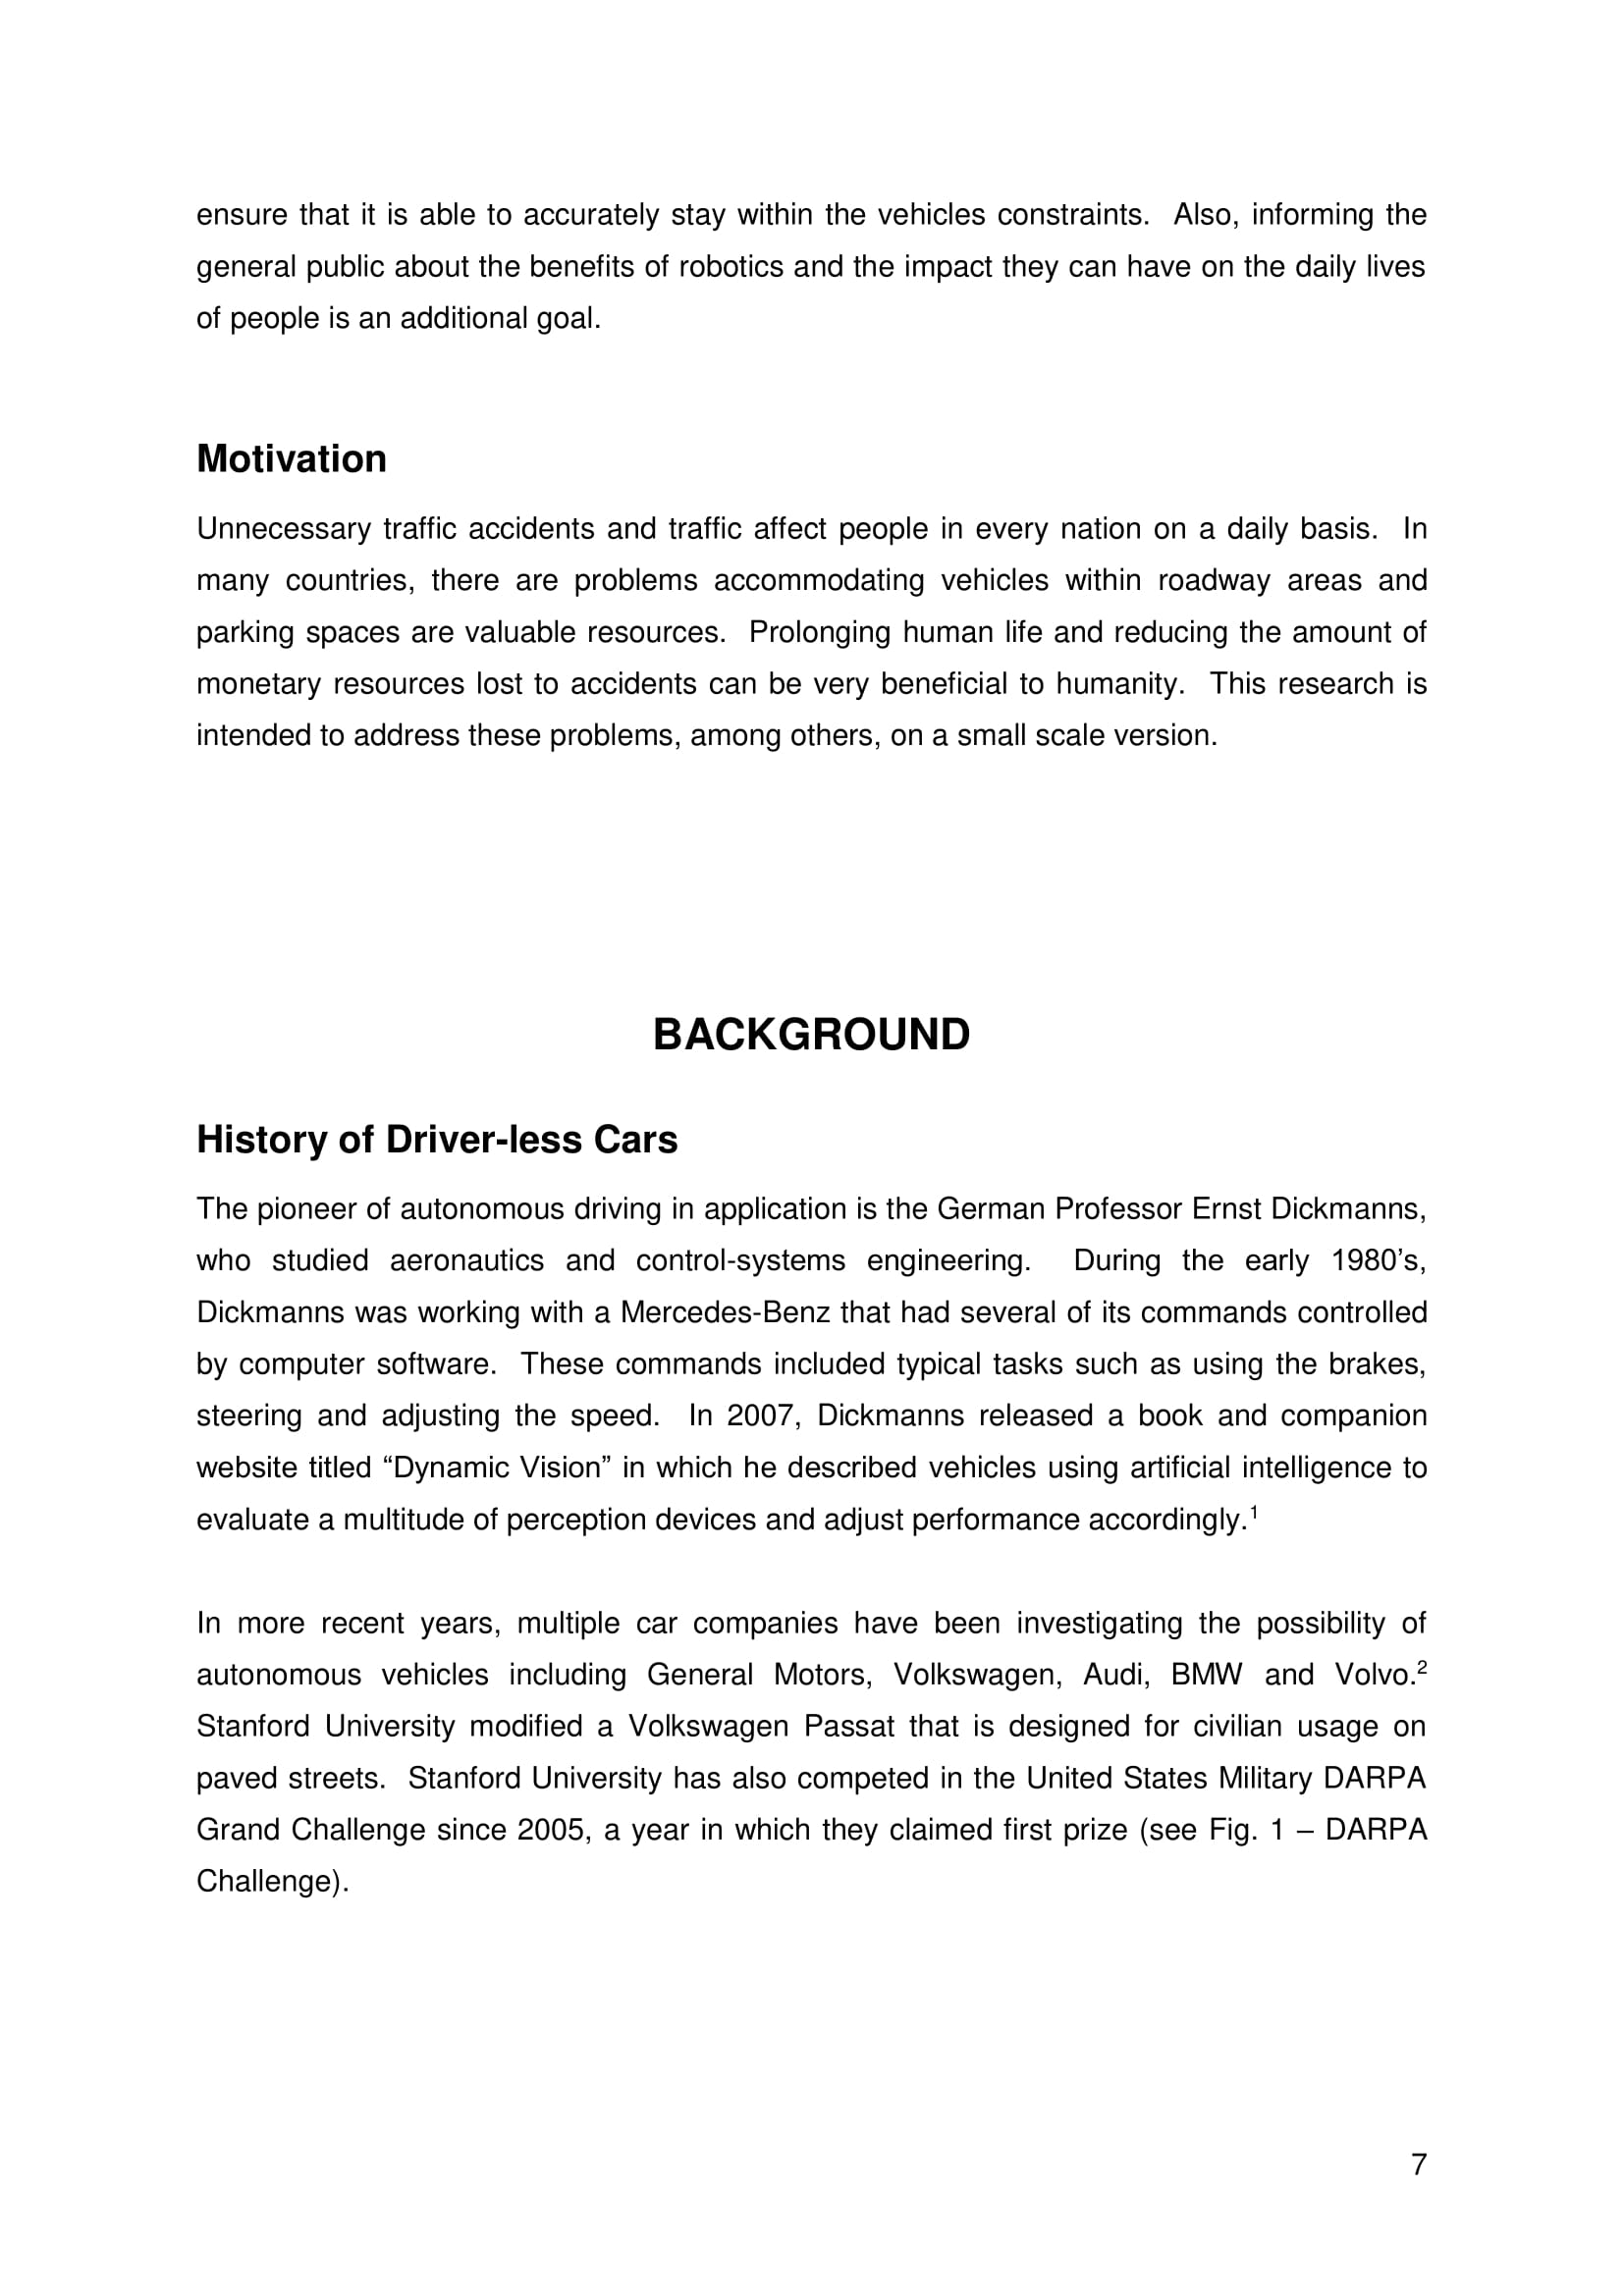 ensure that it is able to accurately stay within the vehicles constraints.  Also, informing the
general public about the benefits of robotics and the impact they can have on the daily lives
of people is an additional goal.
Motivation
Unnecessary traffic accidents and traffic affect people in every nation on a daily basis.  In
many countries, there are problems accommodating vehicles within roadway areas and
parking spaces are valuable resources.  Prolonging human life and reducing the amount of
monetary resources lost to accidents can be very beneficial to humanity.  This research is
intended to address these problems, among others, on a small scale version.
BACKGROUND
History of Driver-less Cars
The pioneer of autonomous driving in application is the German Professor Ernst Dickmanns,
who studied aeronautics and control-systems engineering.  During the early 1980’s,
Dickmanns was working with a Mercedes-Benz that had several of its commands controlled
by computer software.  These commands included typical tasks such as using the brakes,
steering and adjusting the speed.  In 2007, Dickmanns released a book and companion
website titled “Dynamic Vision” in which he described vehicles using artificial intelligence to
evaluate a multitude of perception devices and adjust performance accordingly.¹
In more recent years, multiple car companies have been investigating the possibility of
autonomous vehicles including General Motors, Volkswagen, Audi, BMW and Volvo.²
Stanford University modified a Volkswagen Passat that is designed for civilian usage on
paved streets.  Stanford University has also competed in the United States Military DARPA
Grand Challenge since 2005, a year in which they claimed first prize (see Fig. 1 – DARPA
Challenge).
7